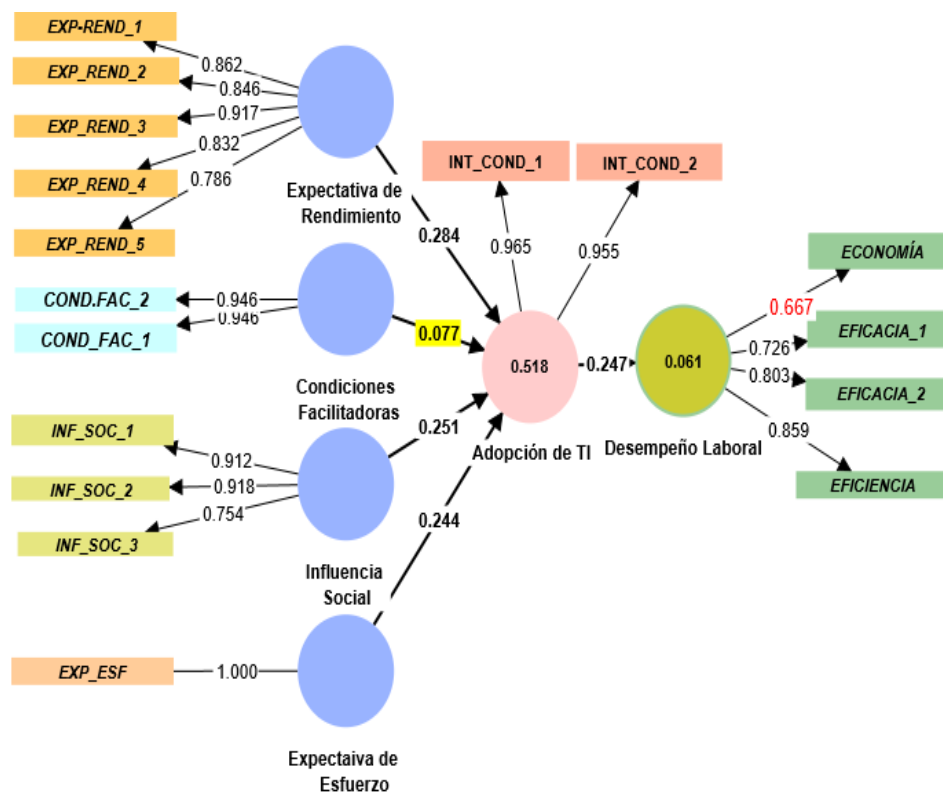 EXP-REND_1
EXP_REND_2
EXP_REND_3
EXP_REND_4
EXP_REND_5
0.862
0.846
0.917
0.832
0.786
Expectativa de
Rendimiento
0.284
COND.FAC_2
COND_FAC_1
0.946
0.946
0.077
Condiciones
Facilitadoras
INF_SOC_1
INF_SOC_2
INF_SOC_3
0.912
0.918
0.754
0.251
Influencia
Social
EXP_ESF
1.000
0.244
Expectaiva de
Esfuerzo
INT_COND_1
INT_COND_2
0.965
0.955
0.518
Adopción de TI
0.247
0.061
Desempeño Laboral
0.667
0.726
0.803
0.859
ECONOMÍA
EFICACIA_1
EFICACIA_2
EFICIENCIA